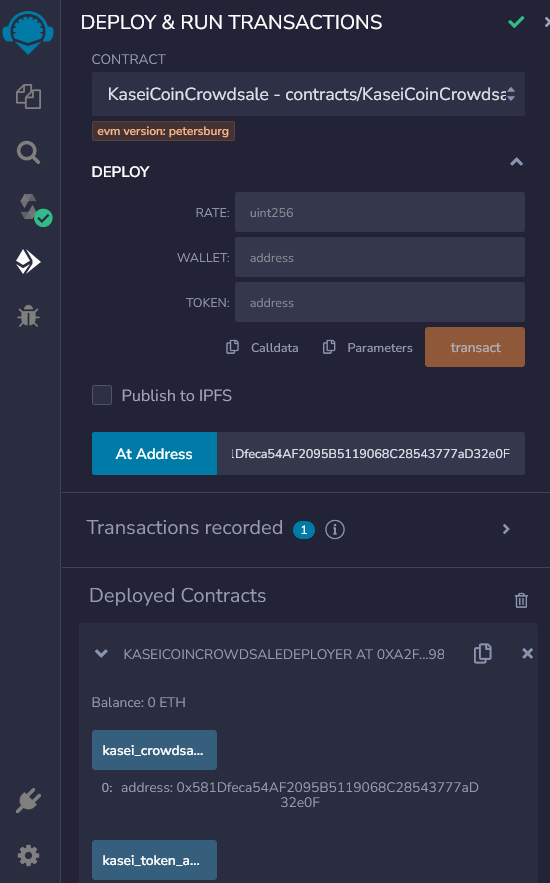 DEPLOY & RUN TRANSACTIONS
CONTRACT
KaseiCoinCrowdsale - contracts/KaseiCoinCrowdsa
evm version: petersburg
DEPLOY
RATE: uint256
WALLET: address
TOKEN: address
Calldata Parameters transact
Publish to IPFS
At Address 1Dfeca54AF2095B5119068C28543777aD32e0F
Transactions recorded 1 i
Deployed Contracts
KASEICOINCROWDSALEDEPLOYER AT 0XA2F...98
Balance: 0 ETH
kasei_crowdsa...
0: address: 0x581Dfeca54AF2095B5119068C28543777aD
32e0F
kasei_token_a...